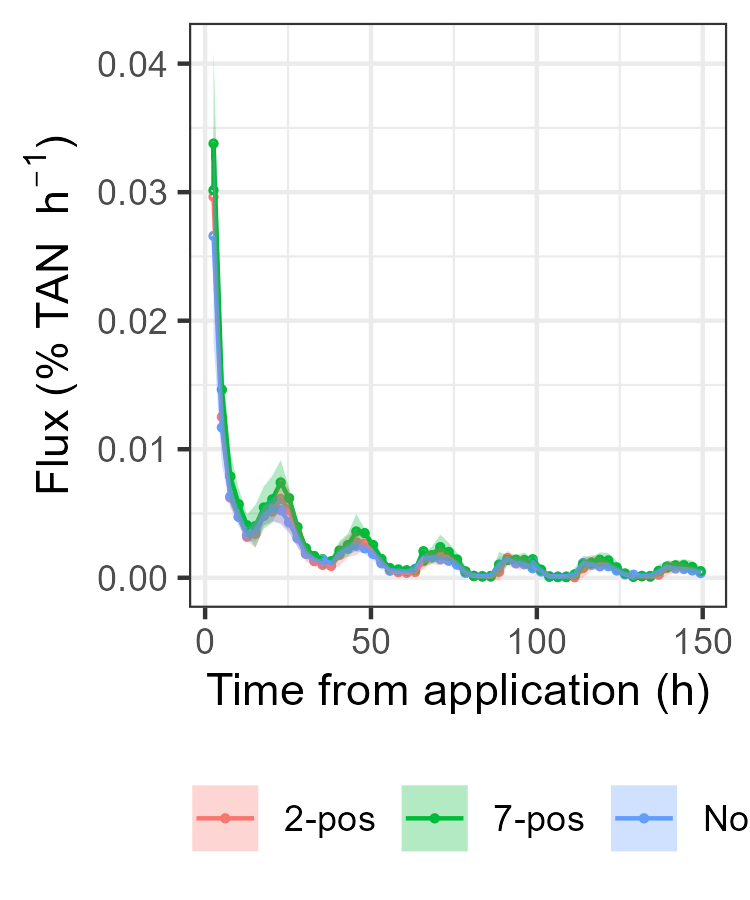 Flux (% TAN h⁻¹)
0.04
0.03
0.02
0.01
0.00
0 50 100 150
Time from application (h)
2-pos 7-pos No